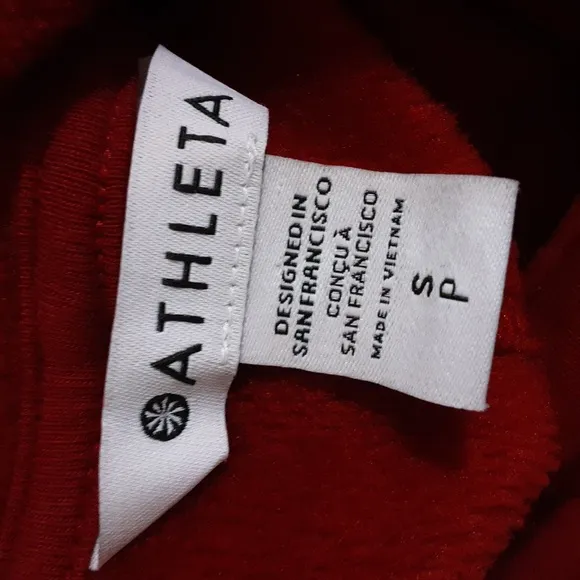 ATHLETA
DESIGNED IN
SAN FRANCISCO
CONÇU À
SAN FRANCISCO
MADE IN VIETNAM
S
P